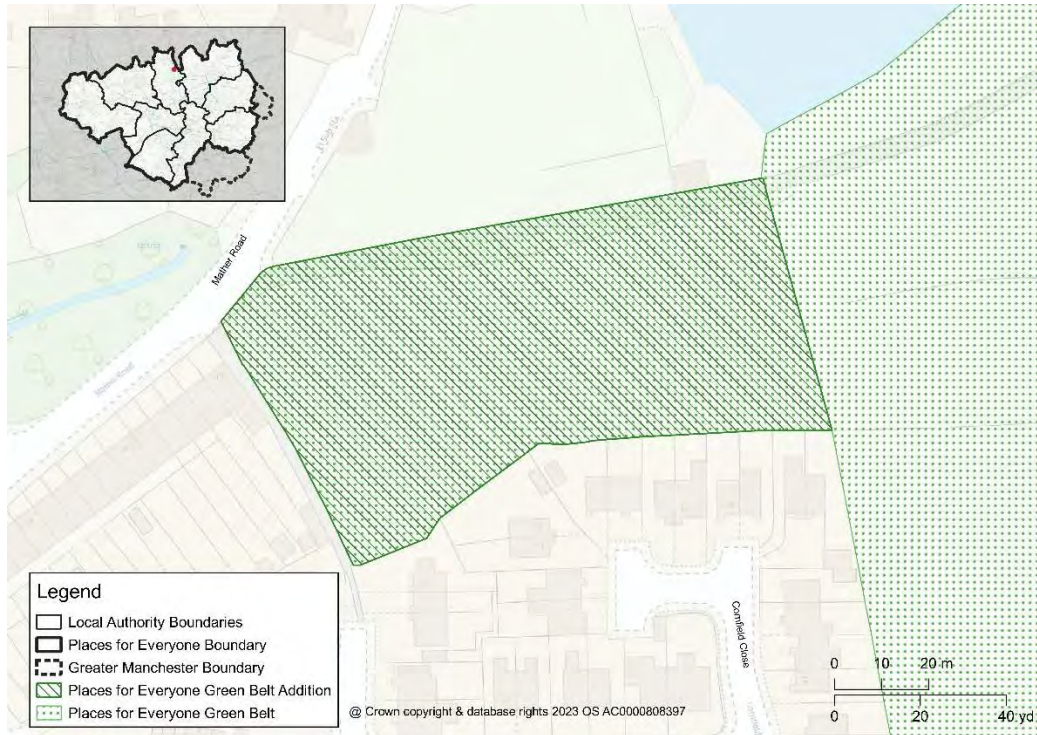 Mather Road
Mather Road
Cornfield Close
Legend
Local Authority Boundaries
Places for Everyone Boundary
Greater Manchester Boundary
Places for Everyone Green Belt Addition
Places for Everyone Green Belt
@ Crown copyright & database rights 2023 OS AC0000808397
0 10 20 m
0 20 40 yd